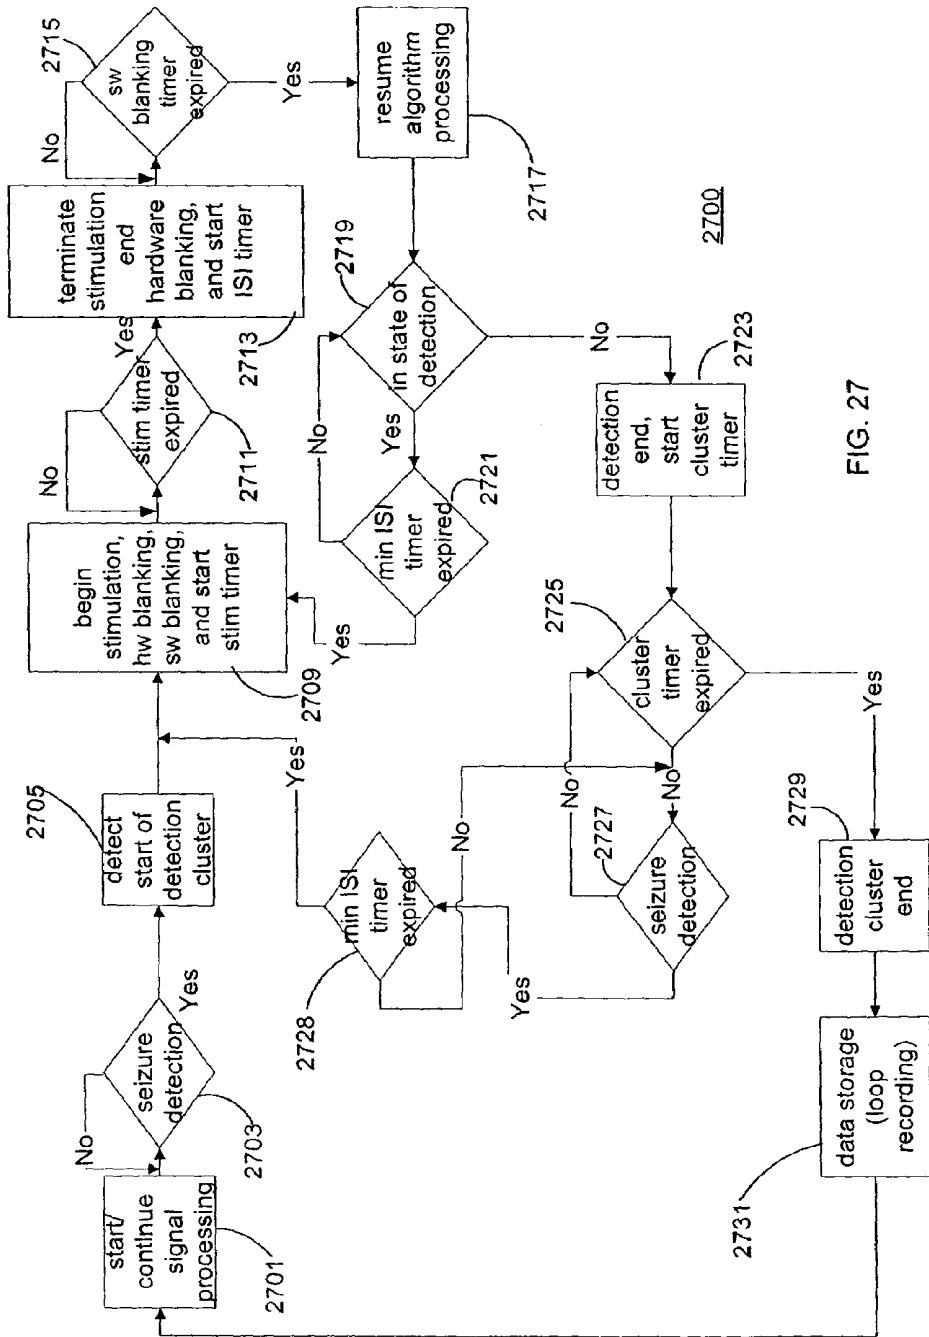 start/
continue
signal
processing
2701
No
seizure
detection
2703
Yes
2705
detect
start of
detection
cluster
begin
stimulation,
hw blanking,
sw blanking,
and start
stim timer
2709
No
stim timer
expired
2711
Yes
terminate
stimulation
end
hardware
blanking,
and start
ISI timer
2713
No
sw
blanking
timer
expired
2715
Yes
resume
algorithm
processing
2717
2719
in state of
detection
Yes
No
min ISI
timer
expired
2721
No
Yes
detection
end,
start
cluster
timer
2723
2725
cluster
timer
expired
No
Yes
2727
seizure
detection
No
Yes
min ISI
timer
expired
2728
Yes
No
2729
detection
cluster
end
data storage
(loop
recording)
2731
2700
FIG. 27